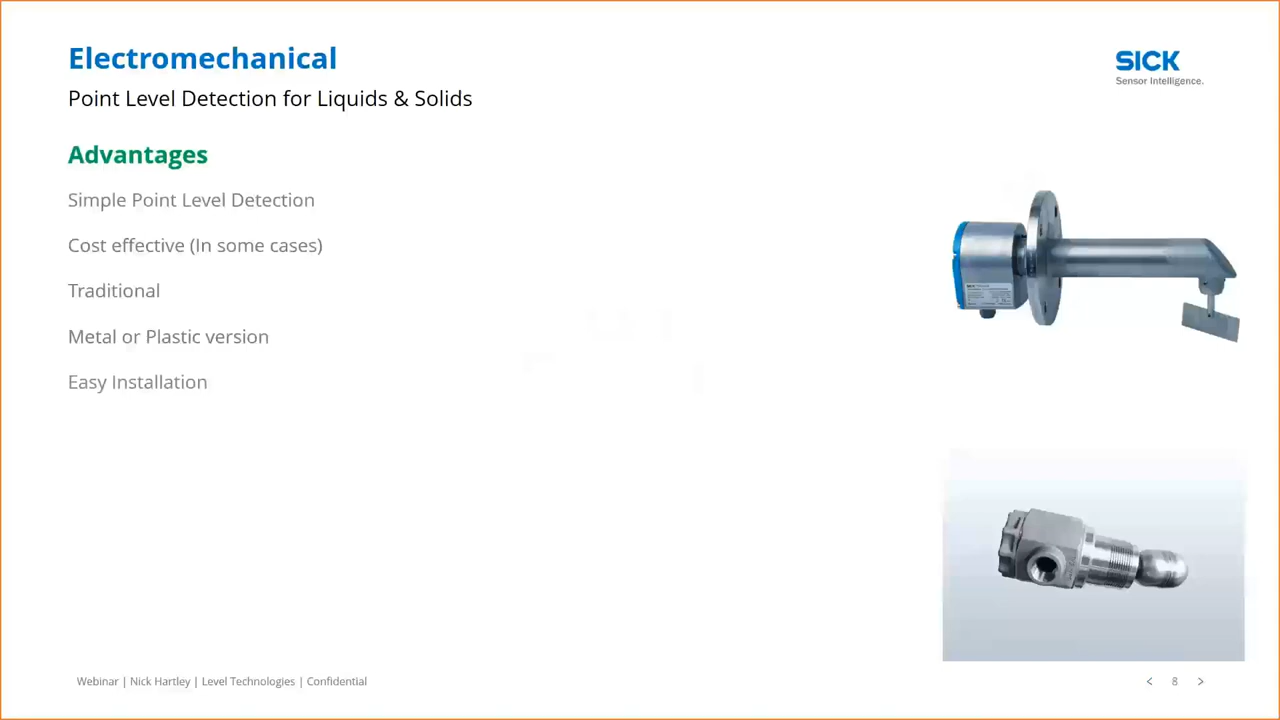 Electromechanical
Point Level Detection for Liquids & Solids
SICK
Sensor Intelligence.
Advantages
Simple Point Level Detection
Cost effective (In some cases)
Traditional
Metal or Plastic version
Easy Installation
Webinar | Nick Hartley | Level Technologies | Confidential
< 8 >